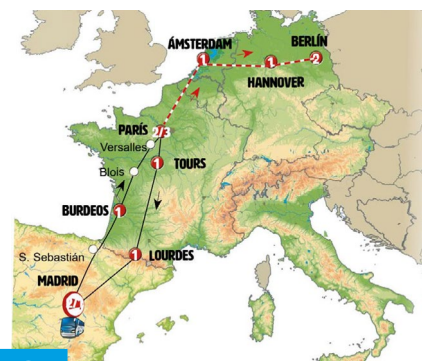 ÁMSTERDAM
BERLÍN
1
1
2
HANNOVER
PARÍS
2/3
Versalles
1
TOURS
Blois
BURDEOS
1
S. Sebastián
1
LOURDES
MADRID